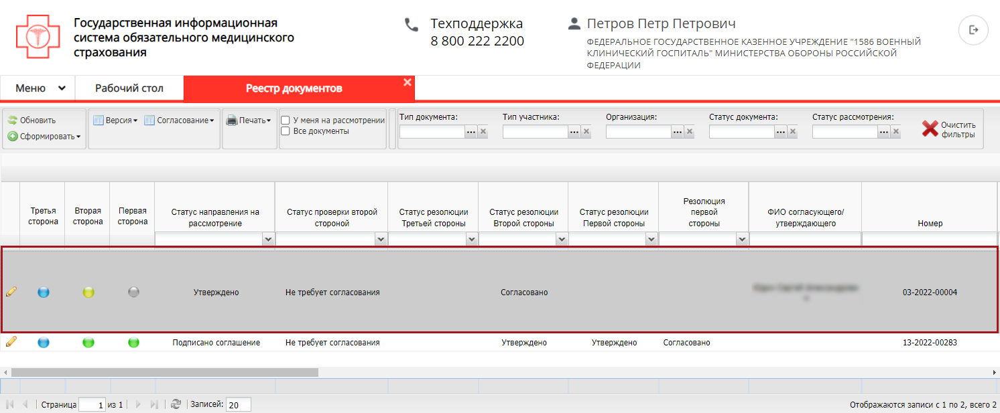 Государственная информационная
система обязательного медицинского
страхования
Техподдержка
8 800 222 2200
Петров Петр Петрович
ФЕДЕРАЛЬНОЕ ГОСУДАРСТВЕННОЕ КАЗЕННОЕ УЧРЕЖДЕНИЕ "1586 ВОЕННЫЙ
КЛИНИЧЕСКИЙ ГОСПИТАЛЬ" МИНИСТЕРСТВА ОБОРОНЫ РОССИЙСКОЙ
ФЕДЕРАЦИИ
Меню Рабочий стол Реестр документов
Обновить Версия Согласование Печать У меня на рассмотрении
Сформировать Все документы
Тип документа: Тип участника: Организация: Статус документа: Статус рассмотрения:
Очистить
фильтры
Третья
сторона
Вторая
сторона
Первая
сторона
Статус направления на
рассмотрение
Статус проверки второй
стороной
Статус резолюции
Третьей стороны
Статус резолюции
Второй стороны
Статус резолюции
Первой стороны
Резолюция
первой
стороны
ФИО согласующего/
утверждающего
Номер
Утверждено Не требует согласования Согласовано 03-2022-00004
Подписано соглашение Не требует согласования Утверждено Утверждено Согласовано 13-2022-00283
Страница 1 из 1 Записей: 20 Отображаются записи с 1 по 2, всего 2